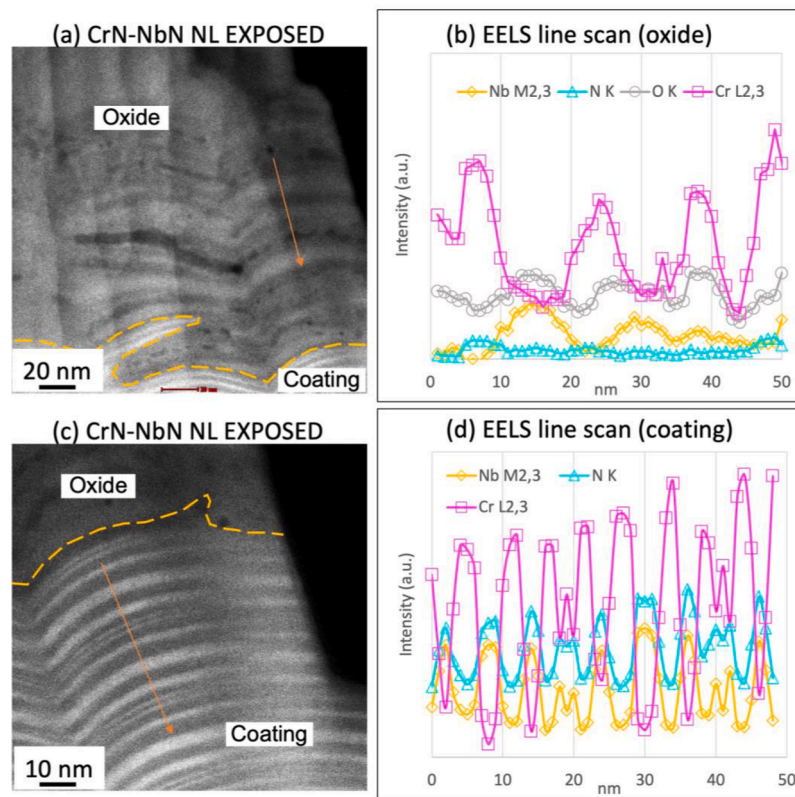 (a) CrN-NbN NL EXPOSED
Oxide
Coating
20 nm
(b) EELS line scan (oxide)
Nb M2,3 N K O K Cr L2,3
Intensity (a.u.)
0 10 20 30 40 50
nm
(c) CrN-NbN NL EXPOSED
Oxide
Coating
10 nm
(d) EELS line scan (coating)
Nb M2,3 N K
Cr L2,3
Intensity (a.u.)
0 10 20 30 40 50
nm